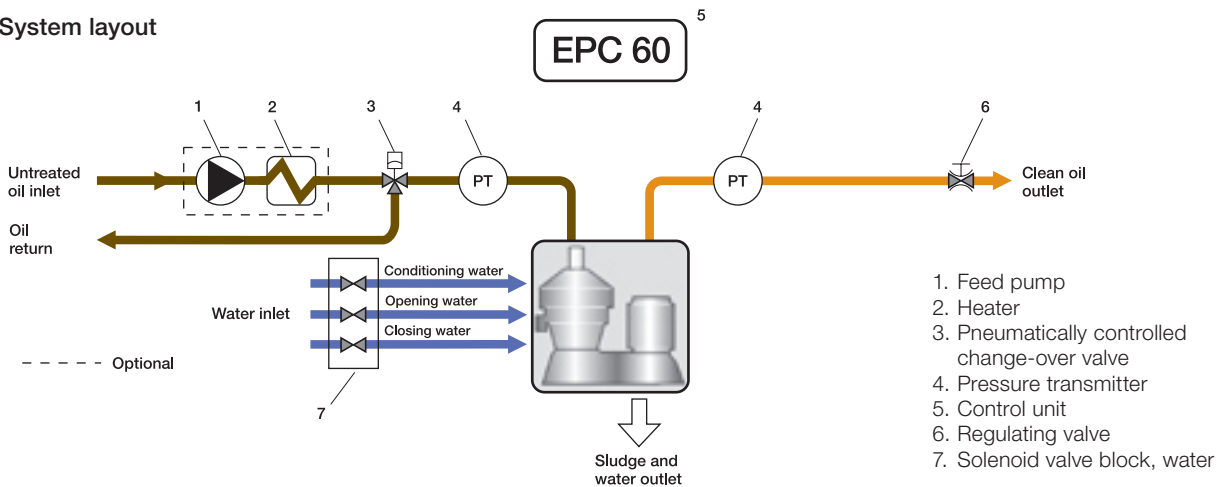 System layout
5
EPC 60
1
2
3
4
4
6
Untreated
oil inlet
PT
PT
Clean oil
outlet
Oil
return
Conditioning water
Water inlet
Opening water
Closing water
Optional
7
Sludge and
water outlet
1. Feed pump
2. Heater
3. Pneumatically controlled
change-over valve
4. Pressure transmitter
5. Control unit
6. Regulating valve
7. Solenoid valve block, water